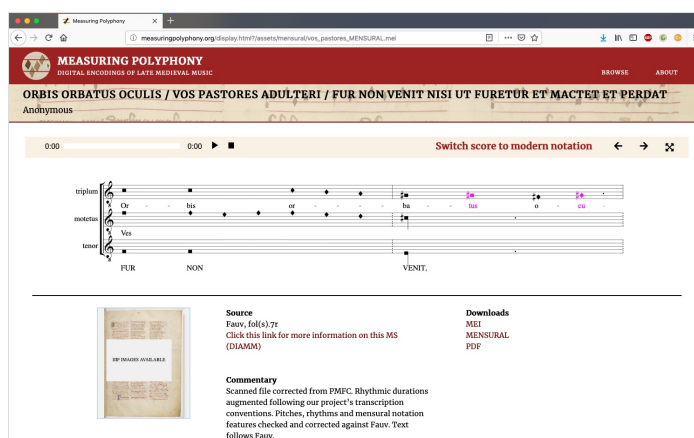 Measuring Polyphony
measuringpolyphony.org/display.html?/assets/mensural/vos_pastores_MENSURAL.mei
MEASURING POLYPHONY
DIGITAL ENCODINGS OF LATE MEDIEVAL MUSIC
BROWSE ABOUT
ORBIS ORBATUS OCULIS / VOS PASTORES ADULTERI / FUR NON VENIT NISI UT FURETUR ET MACTET ET PERDAT
Anonymous
0:00 0:00 Switch score to modern notation
triplum
Or - - bis or - - ba - tus o - cu -
motetus
Ves
tenor
FUR NON VENIT,
IIIF IMAGES AVAILABLE
Source
Fauv, fol(s).7r
Click this link for more information on this MS
(DIAMM)
Downloads
MEI
MENSURAL
PDF
Commentary
Scanned file corrected from PMFC. Rhythmic durations
augmented following our project's transcription
conventions. Pitches, rhythms and mensural notation
features checked and corrected against Fauv. Text
follows Fauv.